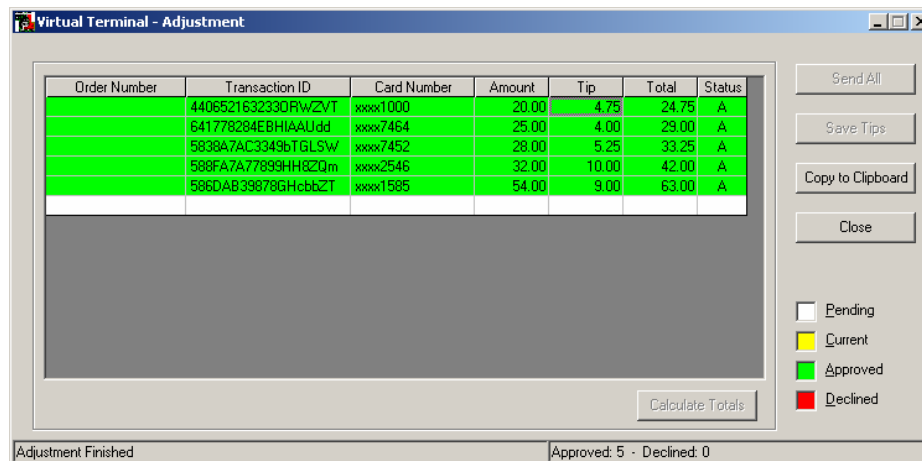 Virtual Terminal - Adjustment
Order Number Transaction ID Card Number Amount Tip Total Status
440652163233ORWZVT xxxx1000 20.00 4.75 24.75 A
641778284EBHIAAUdd xxxx7464 25.00 4.00 29.00 A
5838A7AC3349bTGLSW xxxx7452 28.00 5.25 33.25 A
588FA7A77899HH8ZQm xxxx2546 32.00 10.00 42.00 A
586DAB39878GHcbbZT xxxx1585 54.00 9.00 63.00 A
Send All
Save Tips
Copy to Clipboard
Close
Pending
Current
Approved
Declined
Calculate Totals
Adjustment Finished Approved: 5 - Declined: 0